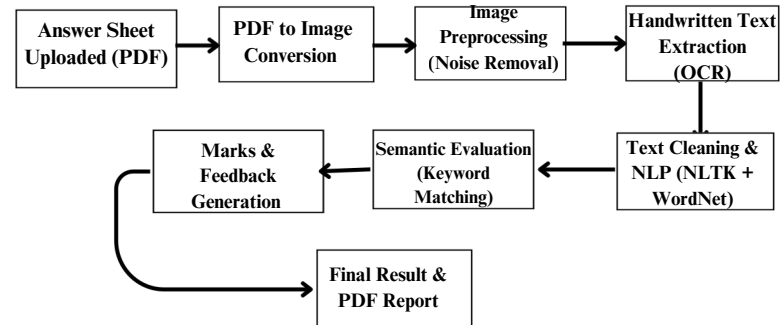 Answer Sheet
Uploaded (PDF)
PDF to Image
Conversion
Image
Preprocessing
(Noise Removal)
Handwritten Text
Extraction
(OCR)
Text Cleaning &
NLP (NLTK +
WordNet)
Semantic Evaluation
(Keyword
Matching)
Marks &
Feedback
Generation
Final Result &
PDF Report